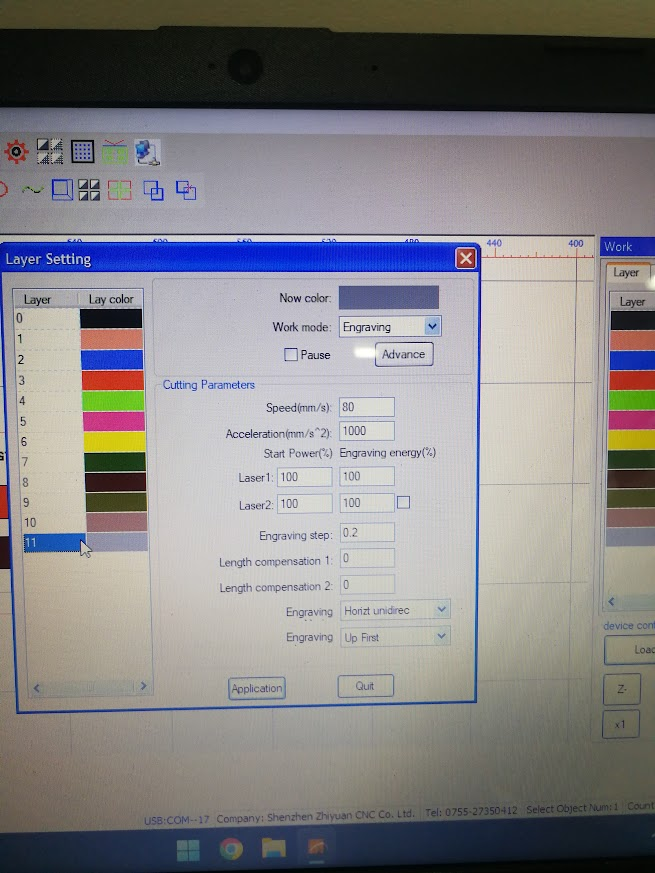 440
400
Layer Setting
Work
Layer
Layer Lay color
Layer
0
1
2
3
4
5
6
7
8
9
10
11
Now color:
Work mode: Engraving
Pause
Advance
Cutting Parameters
Speed(mm/s): 80
Acceleration(mm/s^2): 1000
Start Power(%) Engraving energy(%)
Laser1: 100 100
Laser2: 100 100
Engraving step: 0.2
Length compensation 1: 0
Length compensation 2: 0
Engraving Horizt unidirec
Engraving Up First
Application
Quit
device cont
Load
Z-
x1
USB:COM--17 Company: Shenzhen Zhiyuan CNC Co. Ltd. Tel: 0755-27350412 Select Object Num:1 Count